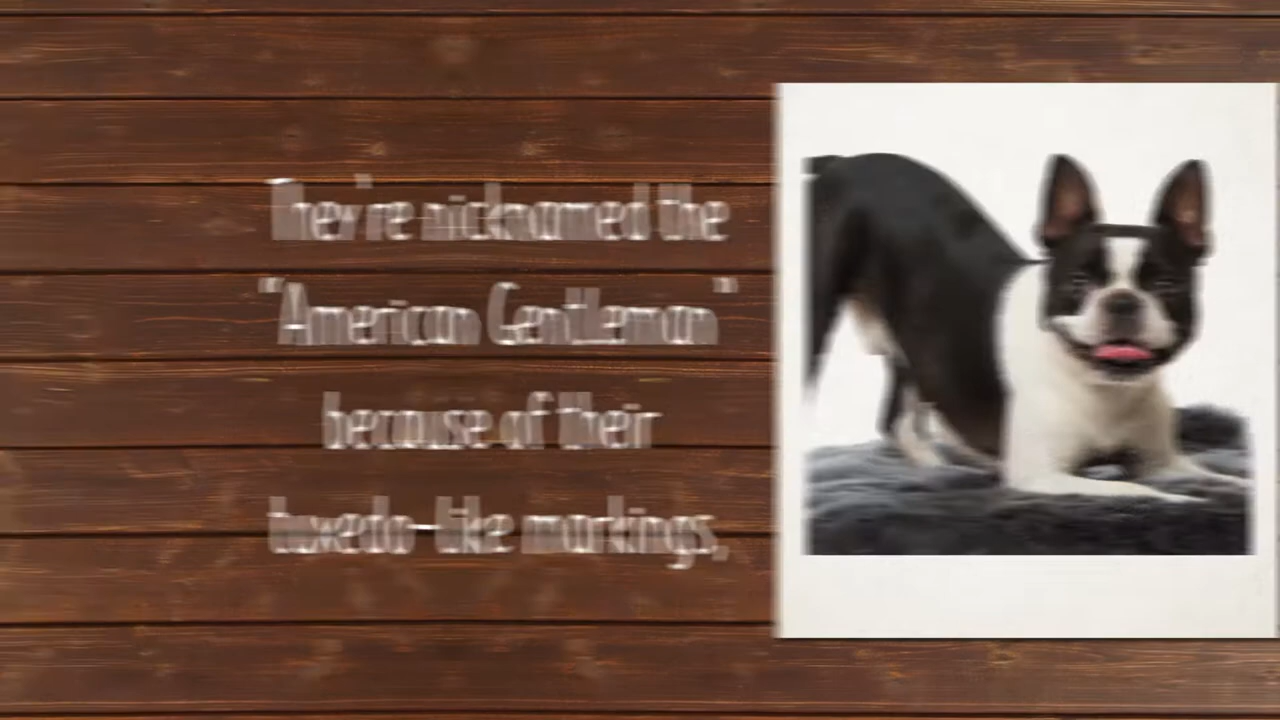 They're nicknamed the
"American Gentleman"
because of their
tuxedo-like markings,